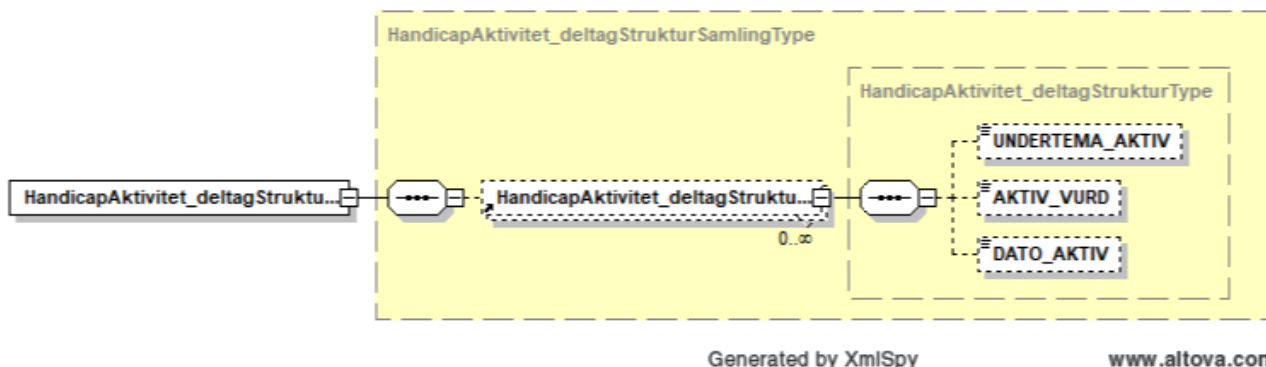 HandicapAktivitet_deltagStrukturSamlingType
HandicapAktivitet_deltagStrukturType
UNDERTEMA_AKTIV
HandicapAktivitet_deltagStruktu...
HandicapAktivitet_deltagStruktu...
AKTIV_VURD
0..∞
DATO_AKTIV
Generated by XmlSpy
www.altova.com